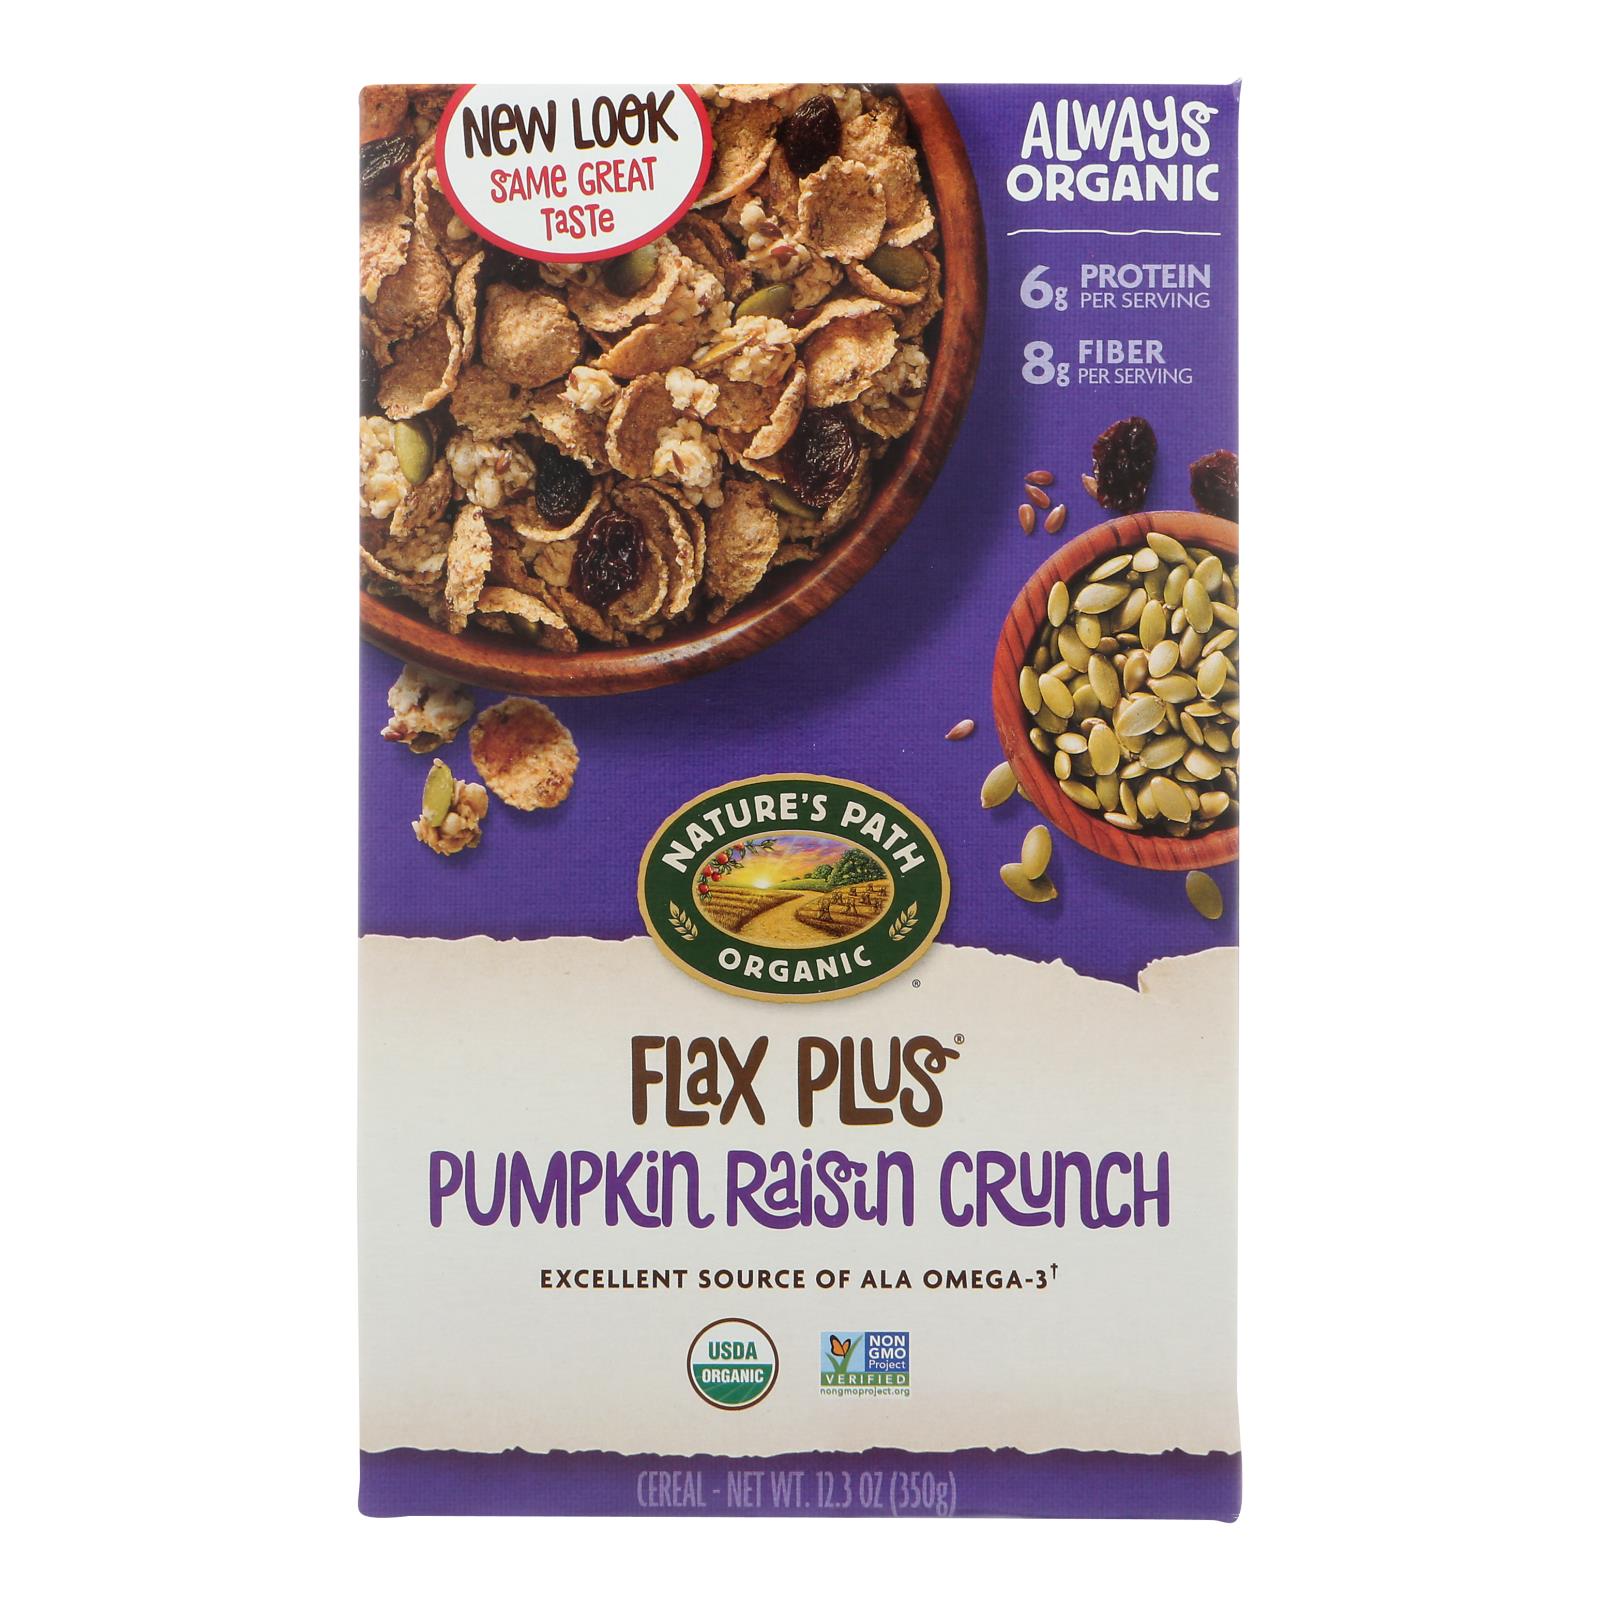 NEW LOOK
SAME GREAT
TASTE
ALWAYS
ORGANIC
6g PROTEIN
PER SERVING
8g FIBER
PER SERVING
NATURE'S PATH
ORGANIC
®
FLAX PLUS®
PUMPKIN RAISIN CRUNCH
EXCELLENT SOURCE OF ALA OMEGA-3†
USDA
ORGANIC
NON
GMO
Project
VERIFIED
nongmoproject.org
CEREAL - NET WT. 12.3 OZ (350g)